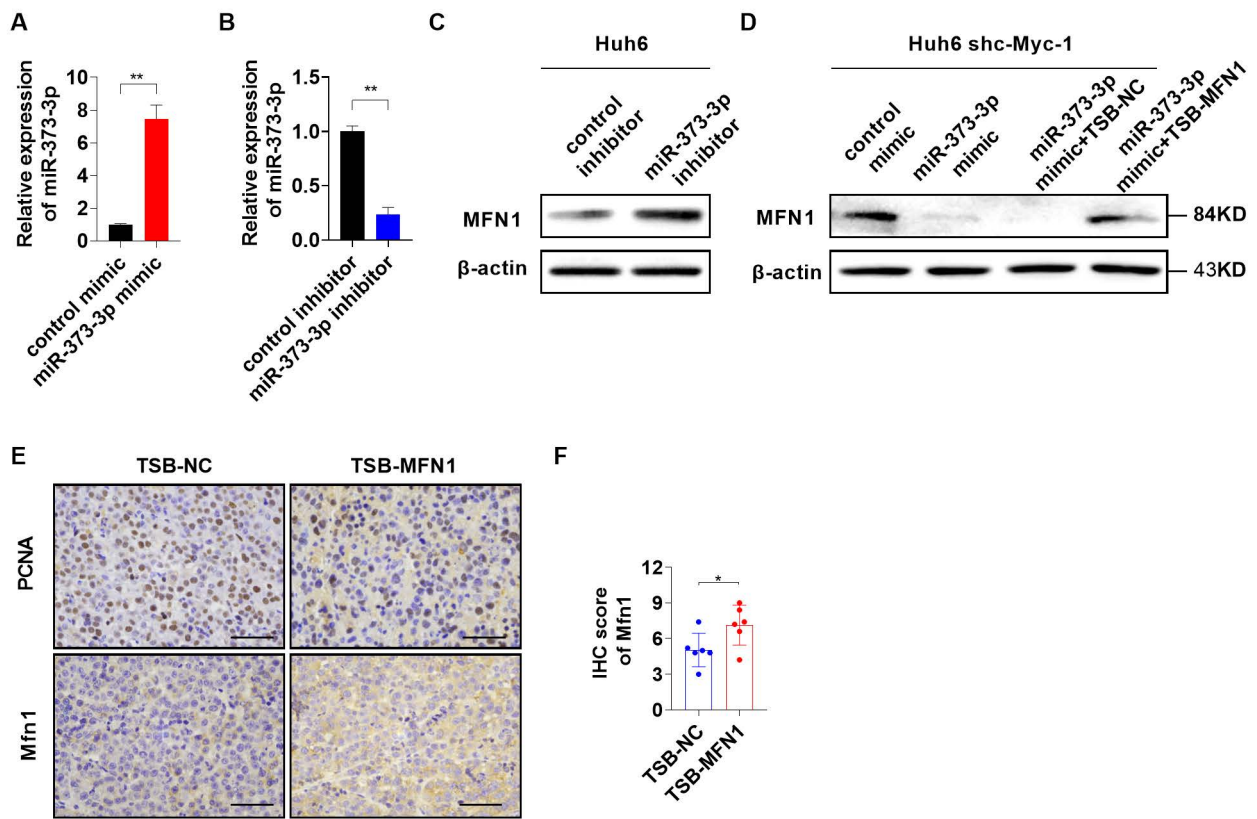 A
Relative expression
of miR-373-3p
**
10
8
6
4
2
0
control mimic
miR-373-3p mimic
B
Relative expression
of miR-373-3p
**
1.5
1.0
0.5
0.0
control inhibitor
miR-373-3p inhibitor
C
Huh6
control
inhibitor
miR-373-3p
inhibitor
MFN1
β-actin
D
Huh6 shc-Myc-1
control
mimic
miR-373-3p
mimic
miR-373-3p
mimic+TSB-NC
miR-373-3p
mimic+TSB-MFN1
MFN1
84KD
β-actin
43KD
E
TSB-NC
TSB-MFN1
PCNA
Mfn1
F
IHC score
of Mfn1
*
12
9
6
3
0
TSB-NC
TSB-MFN1